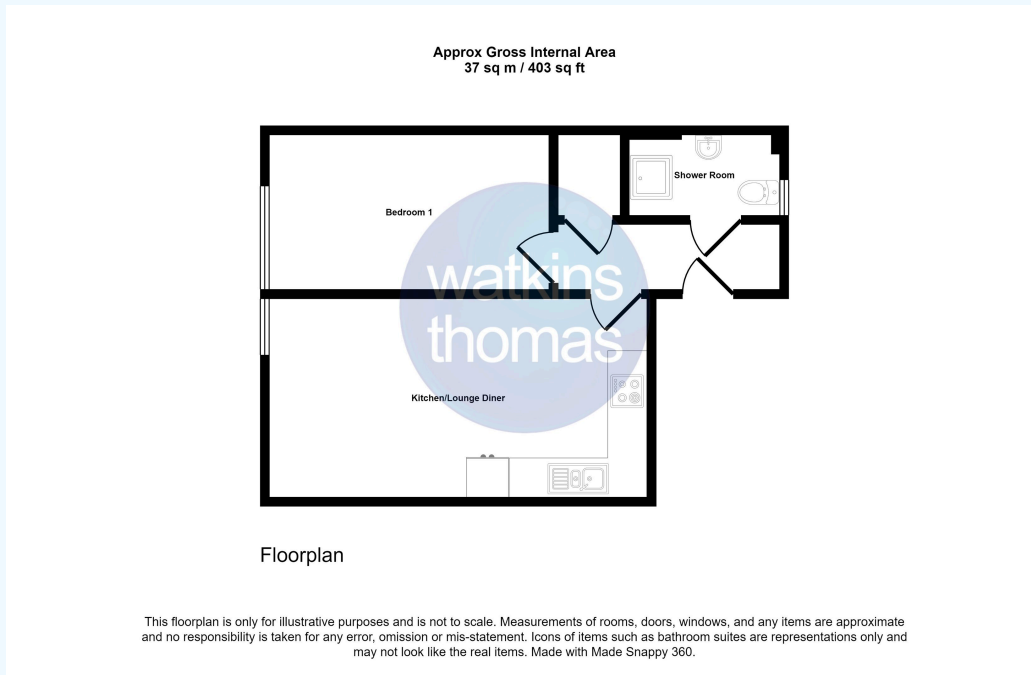 Approx Gross Internal Area
37 sq m / 403 sq ft
Shower Room
Bedroom 1
watkins
thomas
Kitchen/Lounge Diner
Floorplan
This floorplan is only for illustrative purposes and is not to scale. Measurements of rooms, doors, windows, and any items are approximate
and no responsibility is taken for any error, omission or mis-statement. Icons of items such as bathroom suites are representations only and
may not look like the real items. Made with Made Snappy 360.